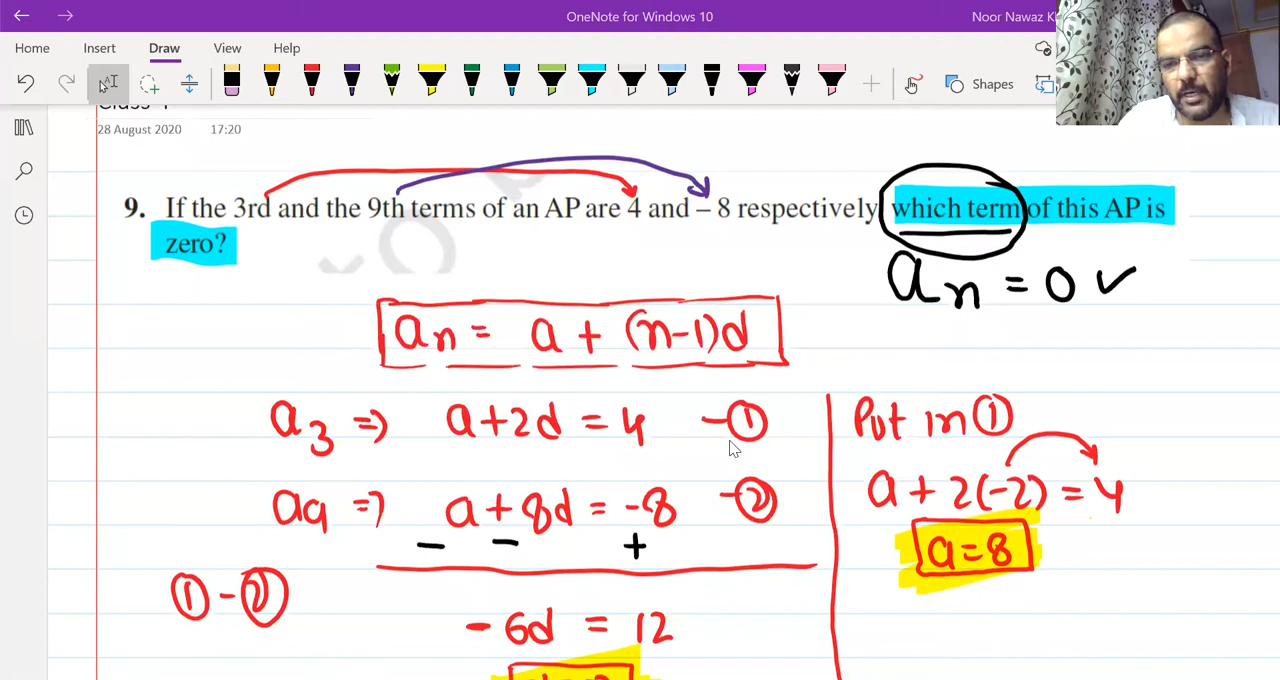 OneNote for Windows 10
Noor Nawaz
Home Insert Draw View Help
Shapes
28 August 2020 17:20
9. If the 3rd and the 9th terms of an AP are 4 and – 8 respectively which term of this AP is
zero?
an = 0 ✓
an = a + (n-1)d
a3 => a+2d = 4 -①
a9 => a+8d = -8 -②
- - +
①-②
-6d = 12
Put in ①
a + 2(-2) = 4
a=8